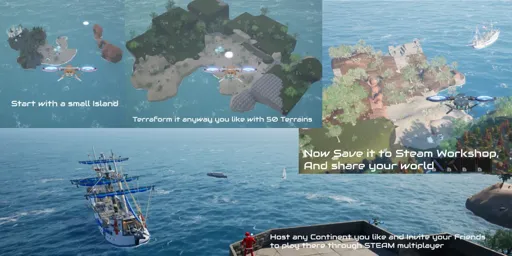 Start with a small Island
Terraform it anyway you like with 50 Terrains
Now Save it to Steam Workshop,
And share your world
Host any Continent you like and Invite your Friends
to play there through STEAM multiplayer